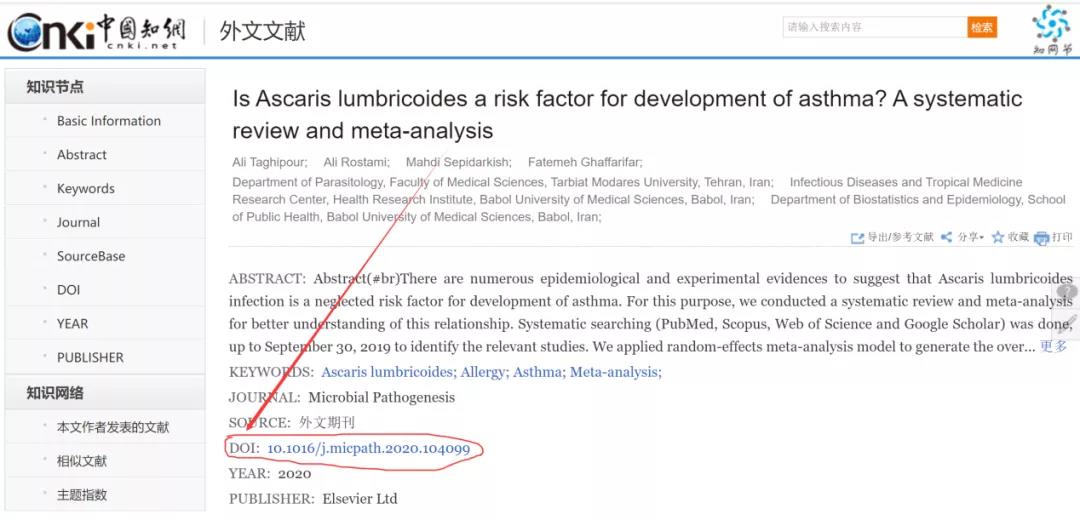 Cnki中国知網
cnki.net
外文文献
请输入搜索内容
检索
知网节
知识节点
Basic Information
Abstract
Keywords
Journal
SourceBase
DOI
YEAR
PUBLISHER
知识网络
本文作者发表的文献
相似文献
主题指数
Is Ascaris lumbricoides a risk factor for development of asthma? A systematic
review and meta-analysis
Ali Taghipour; Ali Rostami; Mahdi Sepidarkish; Fatemeh Ghaffarifar;
Department of Parasitology, Faculty of Medical Sciences, Tarbiat Modares University, Tehran, Iran; Infectious Diseases and Tropical Medicine
Research Center, Health Research Institute, Babol University of Medical Sciences, Babol, Iran; Department of Biostatistics and Epidemiology, School
of Public Health, Babol University of Medical Sciences, Babol, Iran;
导出/参考文献 分享 收藏 打印
ABSTRACT: Abstract(#br)There are numerous epidemiological and experimental evidences to suggest that Ascaris lumbricoides
infection is a neglected risk factor for development of asthma. For this purpose, we conducted a systematic review and meta-analysis
for better understanding of this relationship. Systematic searching (PubMed, Scopus, Web of Science and Google Scholar) was done,
up to September 30, 2019 to identify the relevant studies. We applied random-effects meta-analysis model to generate the over... 更多
KEYWORDS: Ascaris lumbricoides; Allergy; Asthma; Meta-analysis;
JOURNAL: Microbial Pathogenesis
SOURCE: 外文期刊
DOI: 10.1016/j.micpath.2020.104099
YEAR: 2020
PUBLISHER: Elsevier Ltd